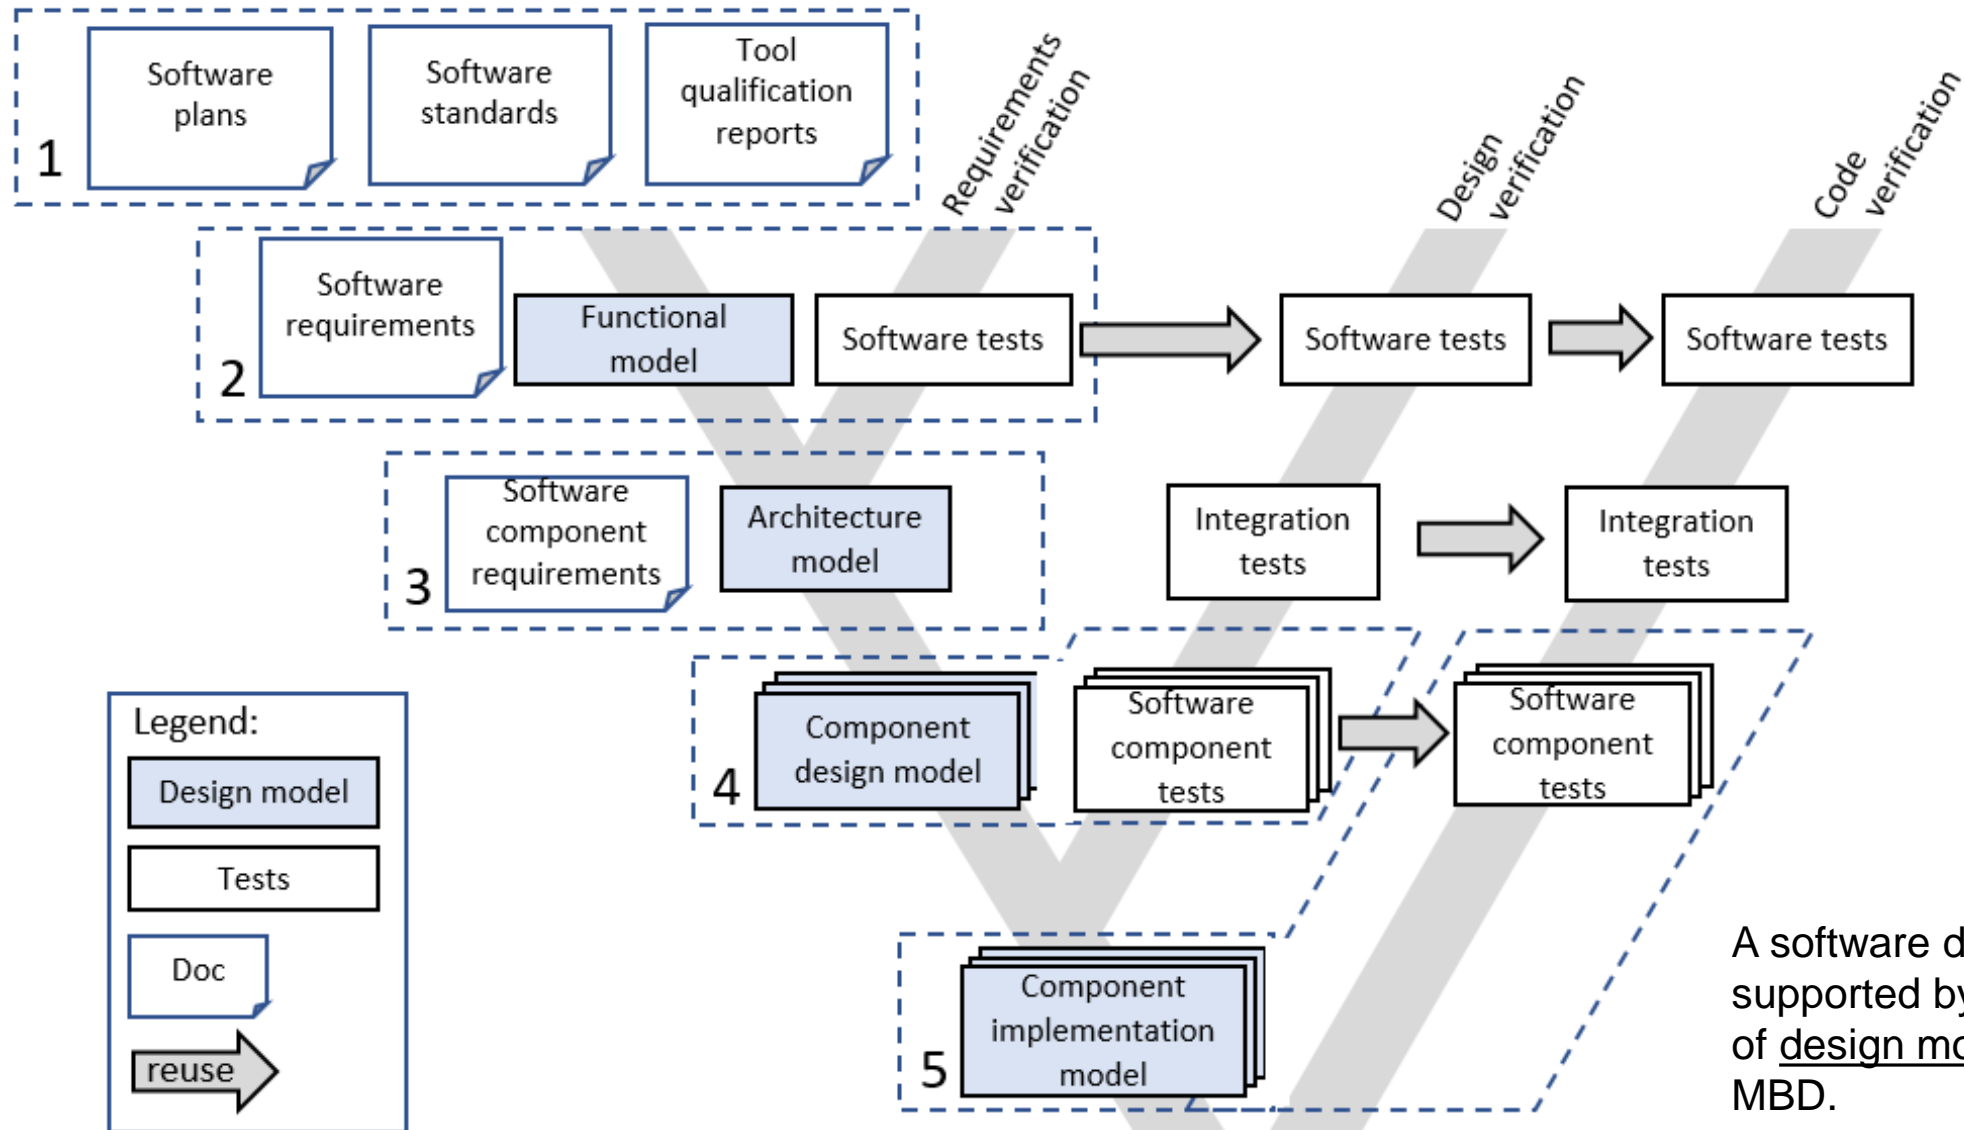 Software
plans
Software
standards
Tool
qualification
reports
1
Requirements
verification
Design
verification
Code
verification
Software
requirements
Functional
model
Software tests
Software tests
Software tests
2
Software
component
requirements
Architecture
model
Integration
tests
Integration
tests
3
Component
design model
Software
component
tests
Software
component
tests
4
Legend:
Design model
Tests
Doc
reuse
Component
implementation
model
5
A software d
supported by
of design mo
MBD.